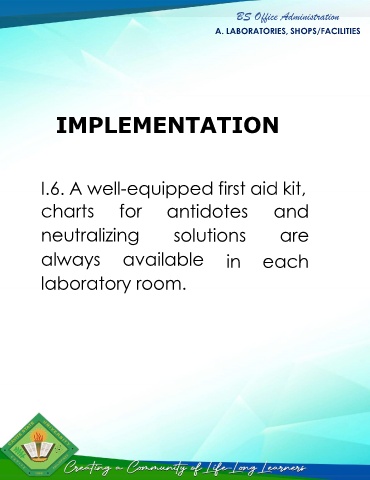 BS Office Administration
A. LABORATORIES, SHOPS/FACILITIES
IMPLEMENTATION
I.6. A well-equipped first aid kit,
charts for antidotes and
neutralizing solutions are
always available in each
laboratory room.
Creating a Community of Life-Long Learners